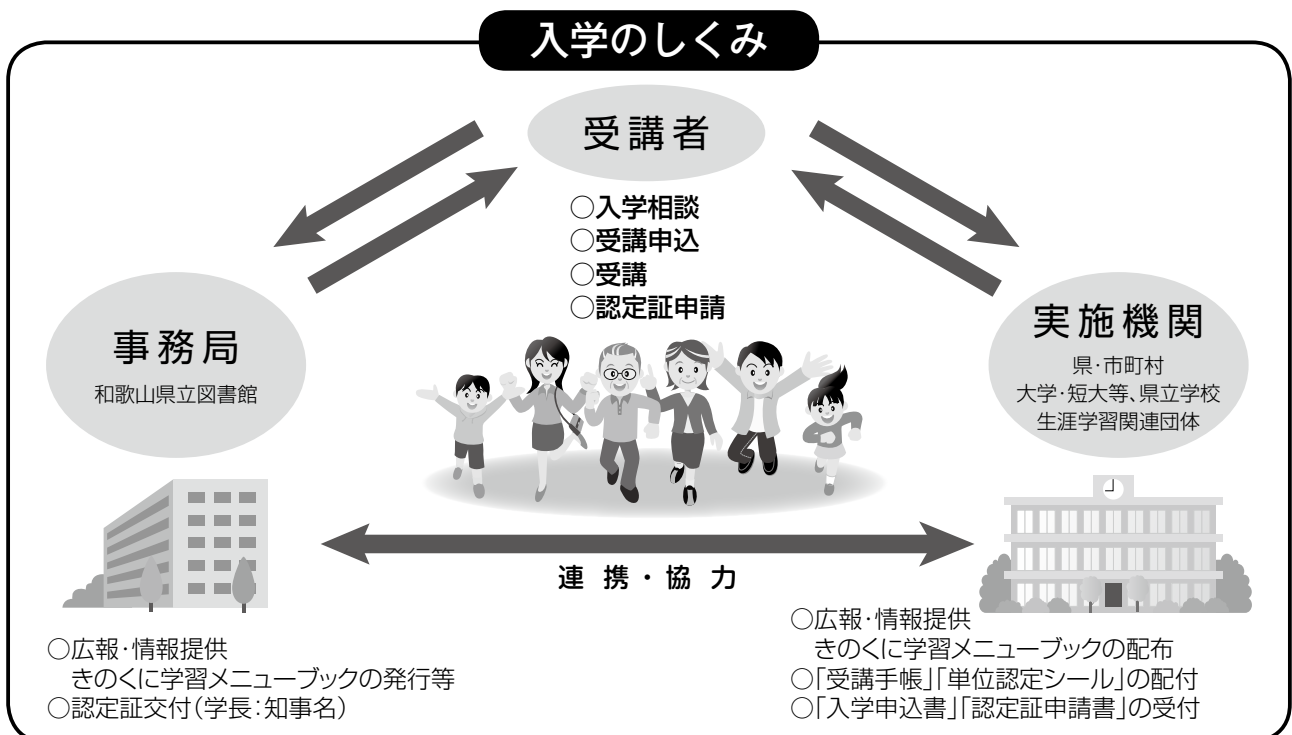 入学のしくみ
受講者
○入学相談
○受講申込
○受講
○認定証申請
事務局
和歌山県立図書館
実施機関
県・市町村
大学・短大等、県立学校
生涯学習関連団体
連携・協力
○広報・情報提供
きのくに学習メニューブックの発行等
○認定証交付(学長:知事名)
○広報・情報提供
きのくに学習メニューブックの配布
○「受講手帳」「単位認定シール」の配付
○「入学申込書」「認定証申請書」の受付